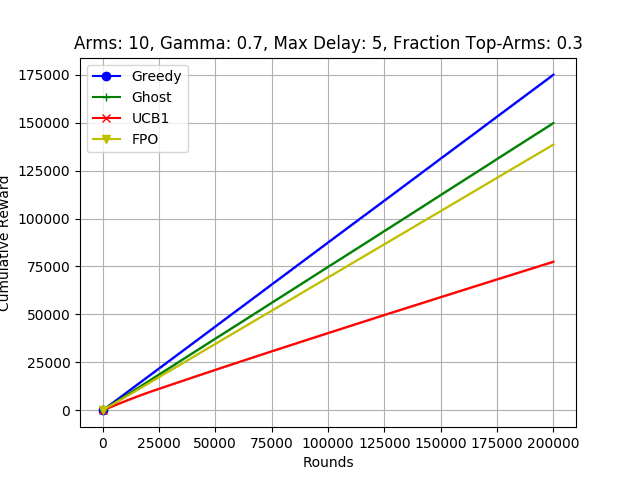 Arms: 10, Gamma: 0.7, Max Delay: 5, Fraction Top-Arms: 0.3
Greedy
Ghost
UCB1
FPO
175000
150000
125000
100000
75000
50000
25000
0
Cumulative Reward
0 25000 50000 75000 100000 125000 150000 175000 200000
Rounds